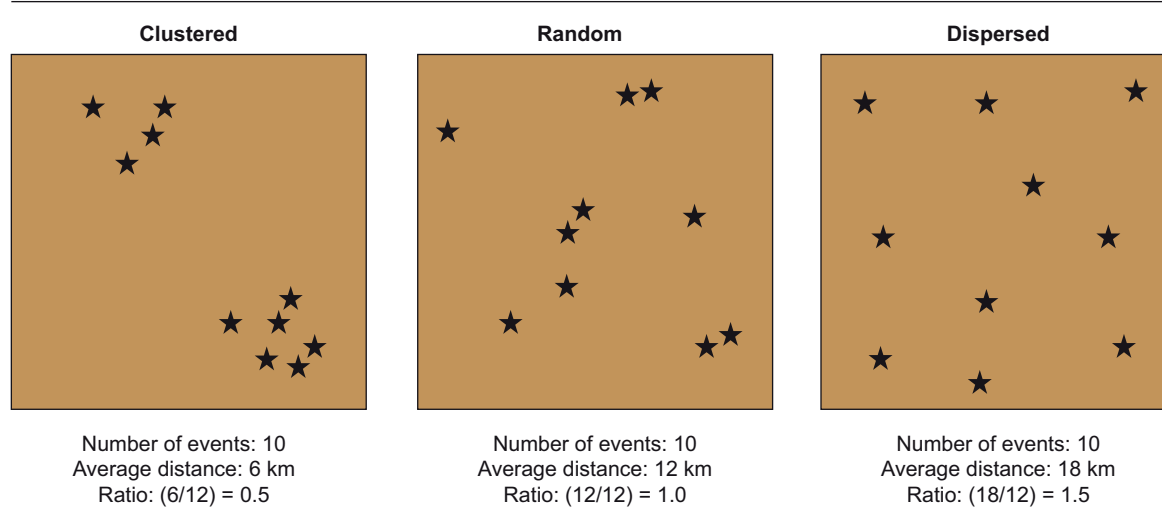 Clustered
Random
Dispersed
Number of events: 10
Average distance: 6 km
Ratio: (6/12) = 0.5
Number of events: 10
Average distance: 12 km
Ratio: (12/12) = 1.0
Number of events: 10
Average distance: 18 km
Ratio: (18/12) = 1.5